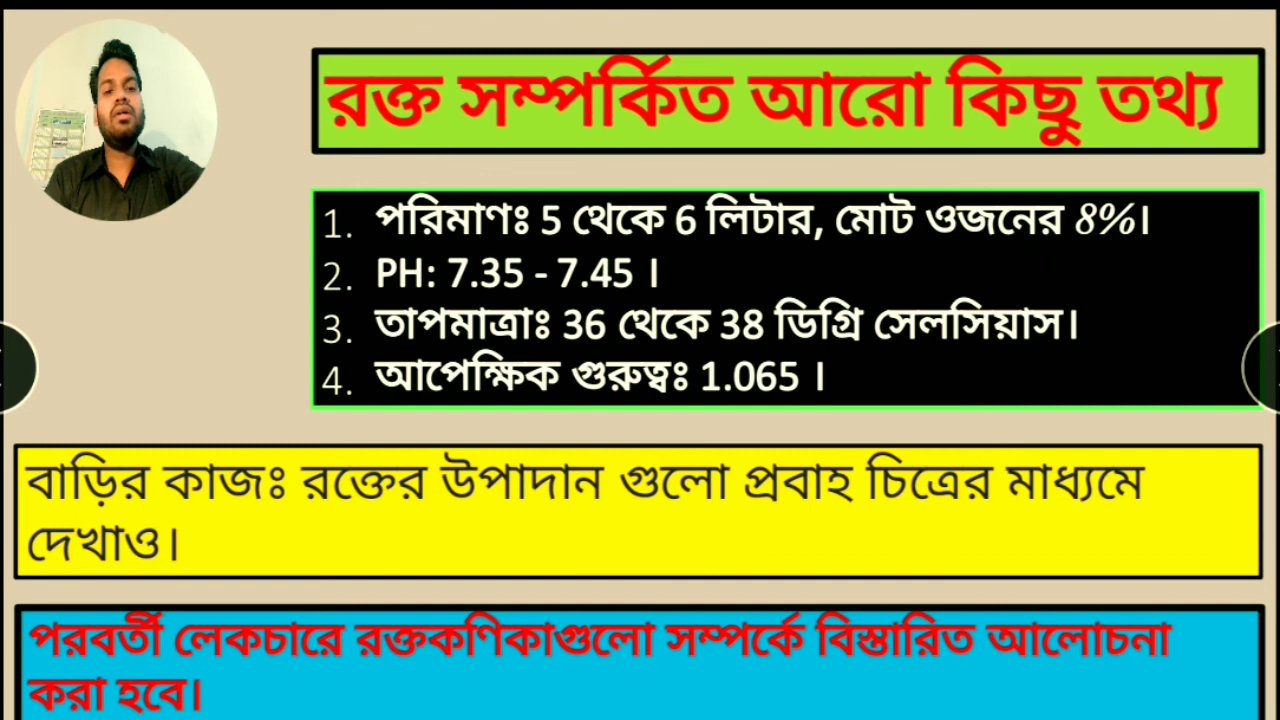 রক্ত সম্পর্কিত আরো কিছু তথ্য
1. পরিমাণঃ 5 থেকে 6 লিটার, মোট ওজনের 8%।
2. PH: 7.35 - 7.45 ।
3. তাপমাত্রাঃ 36 থেকে 38 ডিগ্রি সেলসিয়াস।
4. আপেক্ষিক গুরুত্বঃ 1.065 ।
বাড়ির কাজঃ রক্তের উপাদান গুলো প্রবাহ চিত্রের মাধ্যমে
দেখাও।
পরবর্তী লেকচারে রক্তকণিকাগুলো সম্পর্কে বিস্তারিত আলোচনা
করা হবে।